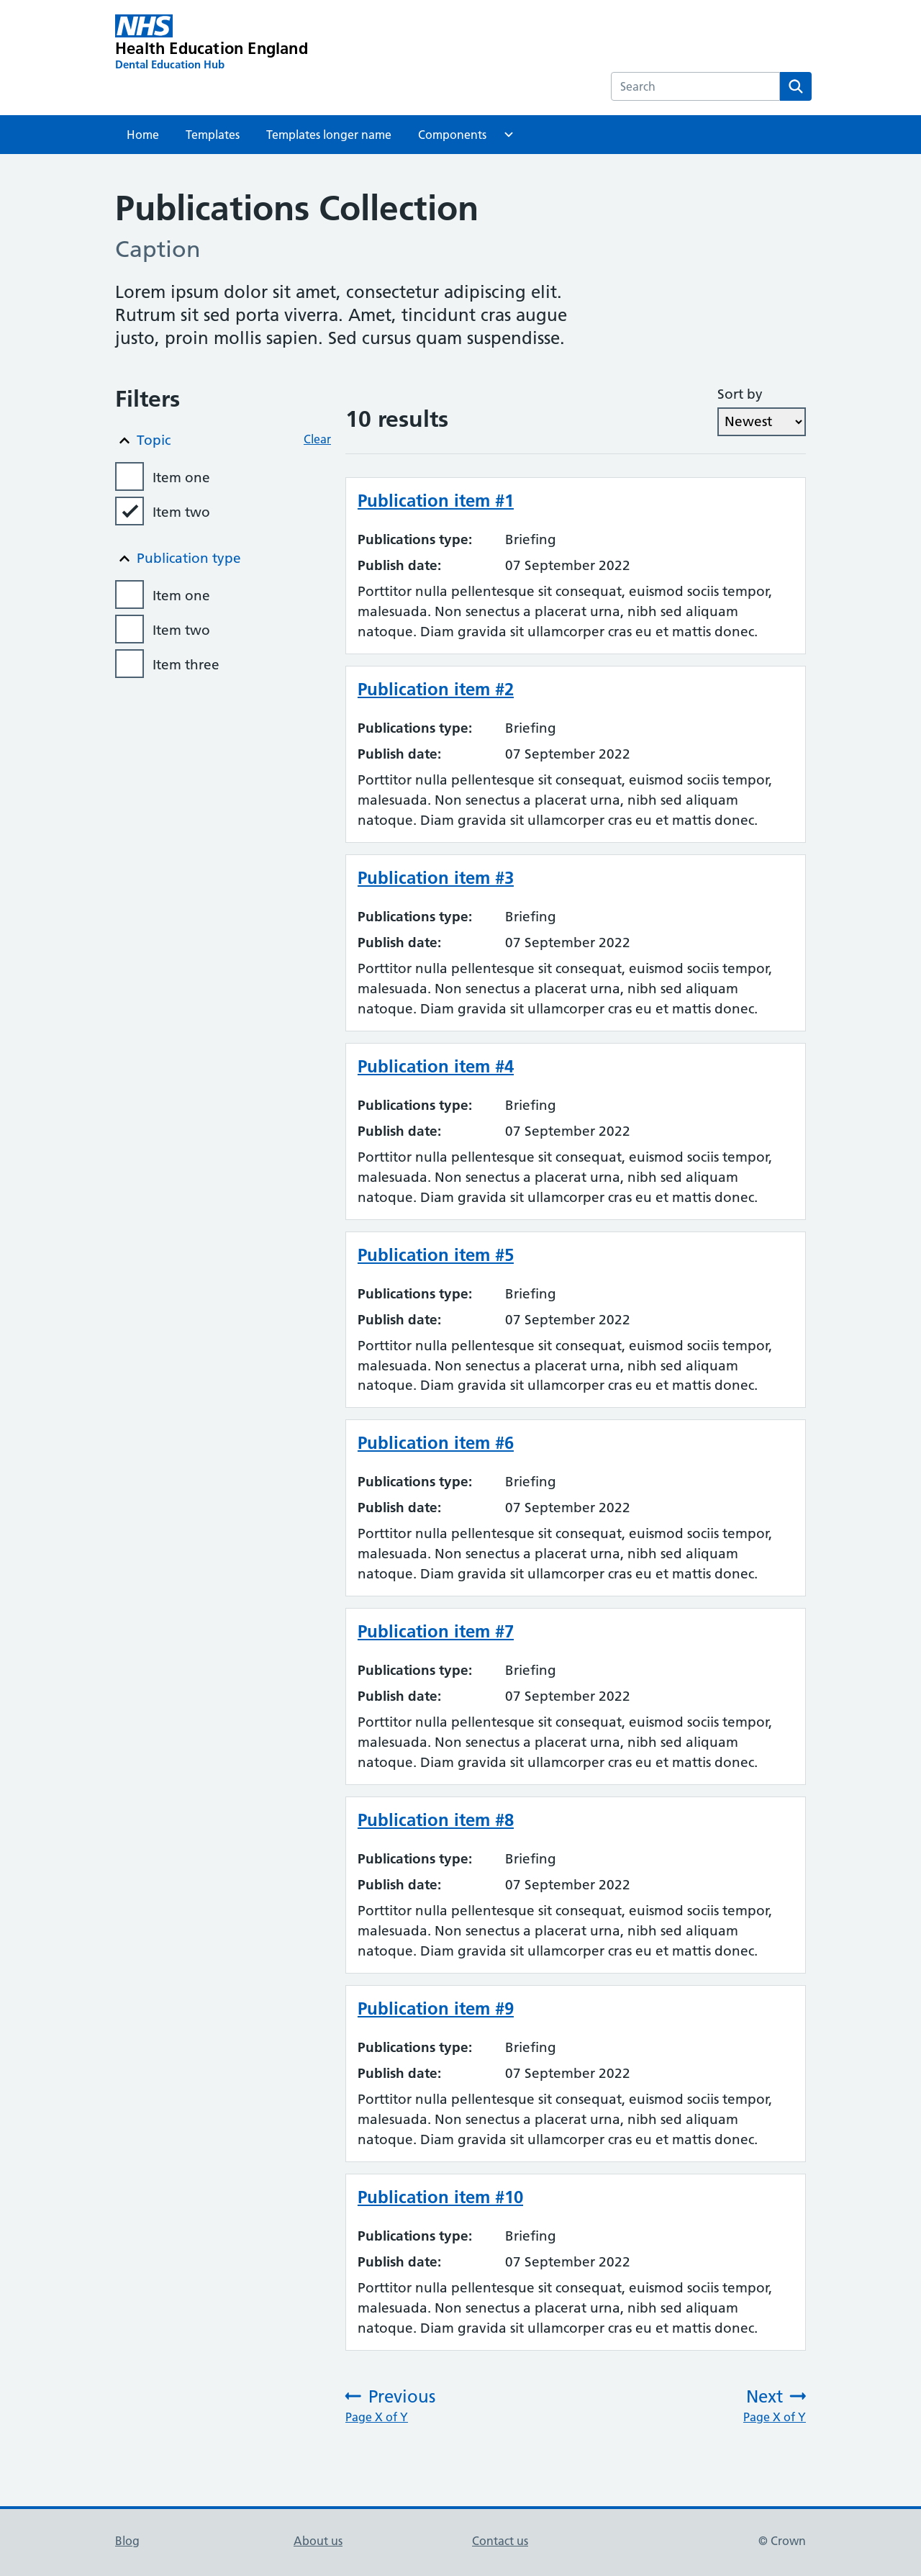 NHS
Health Education England
Dental Education Hub
Search
Home Templates Templates longer name Components
Publications Collection
Caption
Lorem ipsum dolor sit amet, consectetur adipiscing elit.
Rutrum sit sed porta viverra. Amet, tincidunt cras augue
justo, proin mollis sapien. Sed cursus quam suspendisse.
Filters
Topic Clear
Item one
Item two
Publication type
Item one
Item two
Item three
10 results
Sort by
Newest
Publication item #1
Publications type: Briefing
Publish date: 07 September 2022
Porttitor nulla pellentesque sit consequat, euismod sociis tempor,
malesuada. Non senectus a placerat urna, nibh sed aliquam
natoque. Diam gravida sit ullamcorper cras eu et mattis donec.
Publication item #2
Publications type: Briefing
Publish date: 07 September 2022
Porttitor nulla pellentesque sit consequat, euismod sociis tempor,
malesuada. Non senectus a placerat urna, nibh sed aliquam
natoque. Diam gravida sit ullamcorper cras eu et mattis donec.
Publication item #3
Publications type: Briefing
Publish date: 07 September 2022
Porttitor nulla pellentesque sit consequat, euismod sociis tempor,
malesuada. Non senectus a placerat urna, nibh sed aliquam
natoque. Diam gravida sit ullamcorper cras eu et mattis donec.
Publication item #4
Publications type: Briefing
Publish date: 07 September 2022
Porttitor nulla pellentesque sit consequat, euismod sociis tempor,
malesuada. Non senectus a placerat urna, nibh sed aliquam
natoque. Diam gravida sit ullamcorper cras eu et mattis donec.
Publication item #5
Publications type: Briefing
Publish date: 07 September 2022
Porttitor nulla pellentesque sit consequat, euismod sociis tempor,
malesuada. Non senectus a placerat urna, nibh sed aliquam
natoque. Diam gravida sit ullamcorper cras eu et mattis donec.
Publication item #6
Publications type: Briefing
Publish date: 07 September 2022
Porttitor nulla pellentesque sit consequat, euismod sociis tempor,
malesuada. Non senectus a placerat urna, nibh sed aliquam
natoque. Diam gravida sit ullamcorper cras eu et mattis donec.
Publication item #7
Publications type: Briefing
Publish date: 07 September 2022
Porttitor nulla pellentesque sit consequat, euismod sociis tempor,
malesuada. Non senectus a placerat urna, nibh sed aliquam
natoque. Diam gravida sit ullamcorper cras eu et mattis donec.
Publication item #8
Publications type: Briefing
Publish date: 07 September 2022
Porttitor nulla pellentesque sit consequat, euismod sociis tempor,
malesuada. Non senectus a placerat urna, nibh sed aliquam
natoque. Diam gravida sit ullamcorper cras eu et mattis donec.
Publication item #9
Publications type: Briefing
Publish date: 07 September 2022
Porttitor nulla pellentesque sit consequat, euismod sociis tempor,
malesuada. Non senectus a placerat urna, nibh sed aliquam
natoque. Diam gravida sit ullamcorper cras eu et mattis donec.
Publication item #10
Publications type: Briefing
Publish date: 07 September 2022
Porttitor nulla pellentesque sit consequat, euismod sociis tempor,
malesuada. Non senectus a placerat urna, nibh sed aliquam
natoque. Diam gravida sit ullamcorper cras eu et mattis donec.
Previous Next
Page X of Y Page X of Y
Blog About us Contact us © Crown